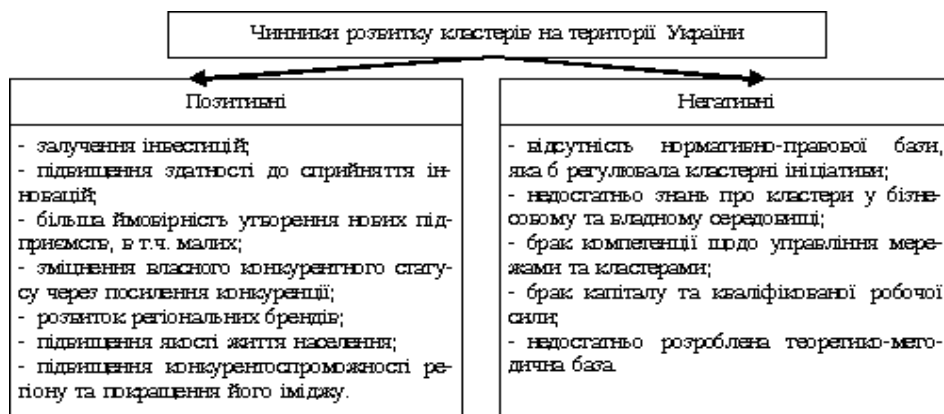 Чинники розвитку кластерів на території України
Позитивні
- залучення інвестицій;
- підвищення здатності до сприйняття ін-
новацій;
- більша ймовірність утворення нових під-
приємств, в т.ч. малих;
- зміцнення власного конкурентного стату-
су через посилення конкуренції;
- розвиток регіональних брендів;
- підвищення якості життя населення;
- підвищення конкурентоспроможності ре-
гіону та покращення його іміджу.
Негативні
- відсутність нормативно-правової бази,
яка б регулювала кластерні ініціативи;
- недостатньо знань про кластери у бізне-
совому та владному середовищі;
- брак компетенції щодо управління мере-
жами та кластерами;
- брак капіталу та кваліфікованої робочої
сили;
- недостатньо розроблена теоретико-мето-
дична база